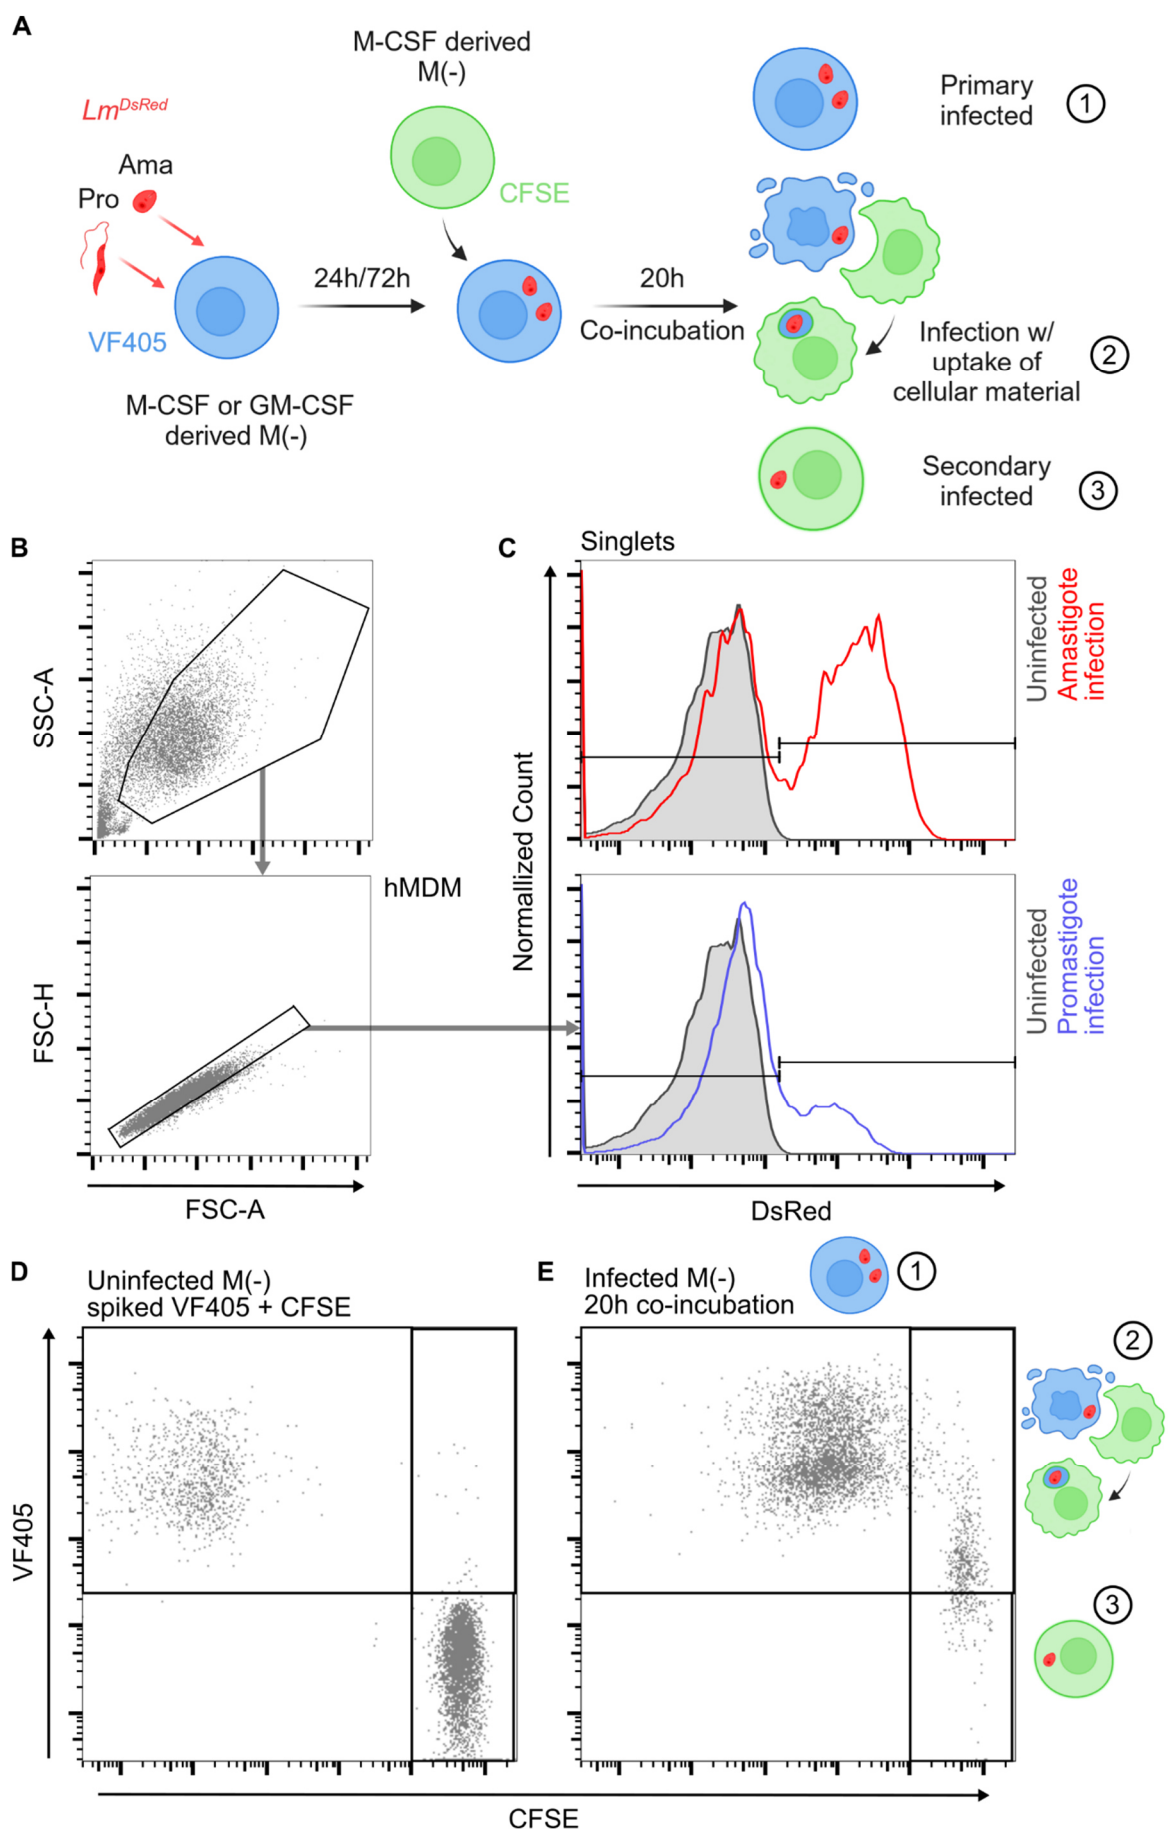 A
M-CSF derived
M(-)
Lm^DsRed
Ama
Pro
CFSE
VF405
24h/72h
20h
Co-incubation
M-CSF or GM-CSF
derived M(-)
Primary
infected
1
Infection w/
uptake of
cellular material
2
Secondary
infected
3
B
SSC-A
hMDM
FSC-H
FSC-A
C
Singlets
Normallized Count
Uninfected
Amastigote
infection
Uninfected
Promastigote
infection
DsRed
D
Uninfected M(-)
spiked VF405 + CFSE
VF405
E
Infected M(-)
20h co-incubation
1
2
3
CFSE